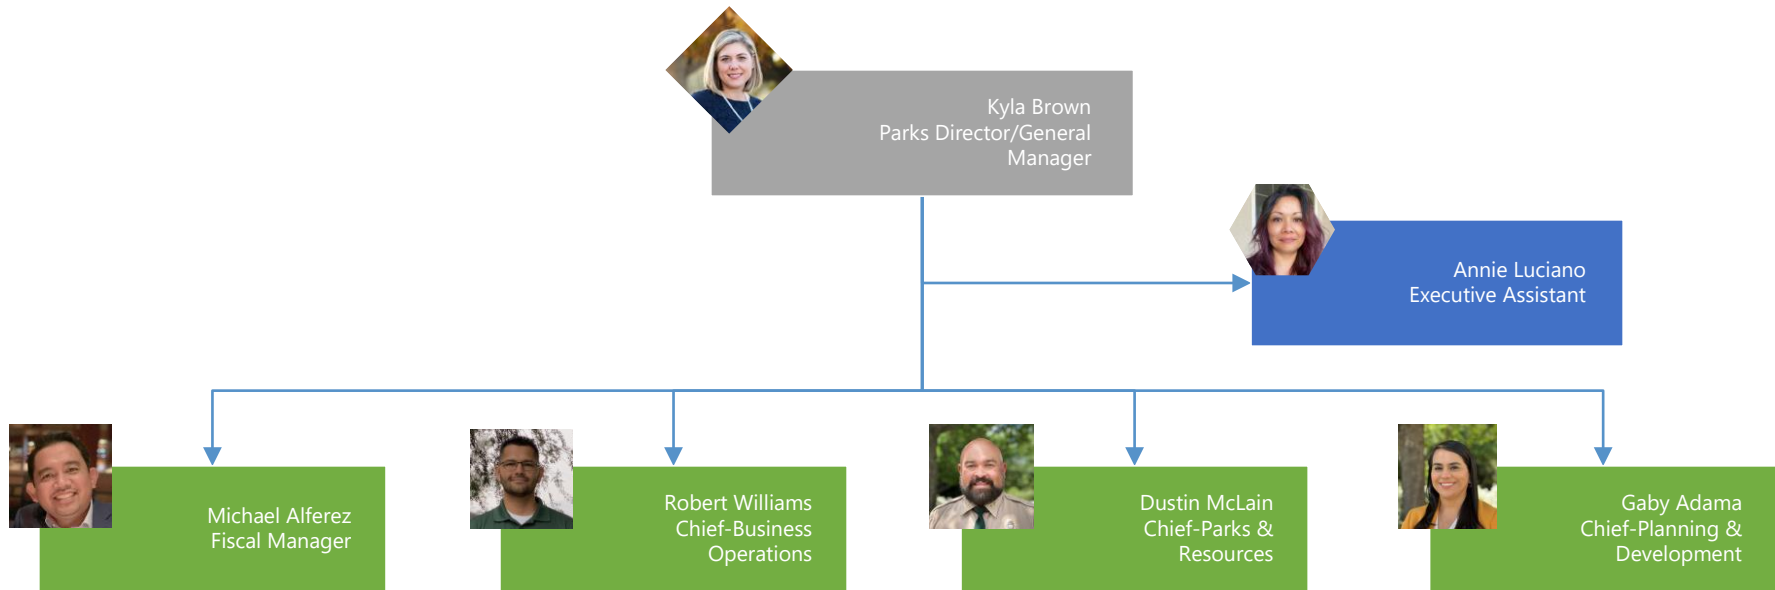 Kyla Brown
Parks Director/General
Manager
Annie Luciano
Executive Assistant
Michael Alferez
Fiscal Manager
Robert Williams
Chief-Business
Operations
Dustin McLain
Chief-Parks &
Resources
Gaby Adama
Chief-Planning &
Development